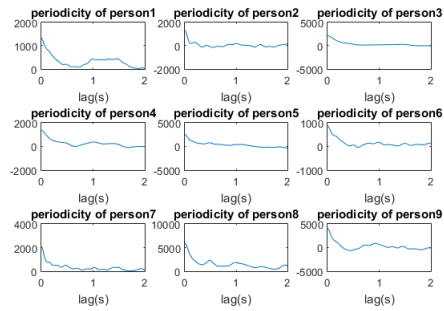 periodicity of person1
2000
1000
0
0 1 2
lag(s)
periodicity of person2
2000
0
-2000
0 1 2
lag(s)
periodicity of person3
5000
0
-5000
0 1 2
lag(s)
periodicity of person4
2000
0
-2000
0 1 2
lag(s)
periodicity of person5
5000
0
-5000
0 1 2
lag(s)
periodicity of person6
1000
0
-1000
0 1 2
lag(s)
periodicity of person7
4000
2000
0
0 1 2
lag(s)
periodicity of person8
10000
5000
0
0 1 2
lag(s)
periodicity of person9
5000
0
-5000
0 1 2
lag(s)